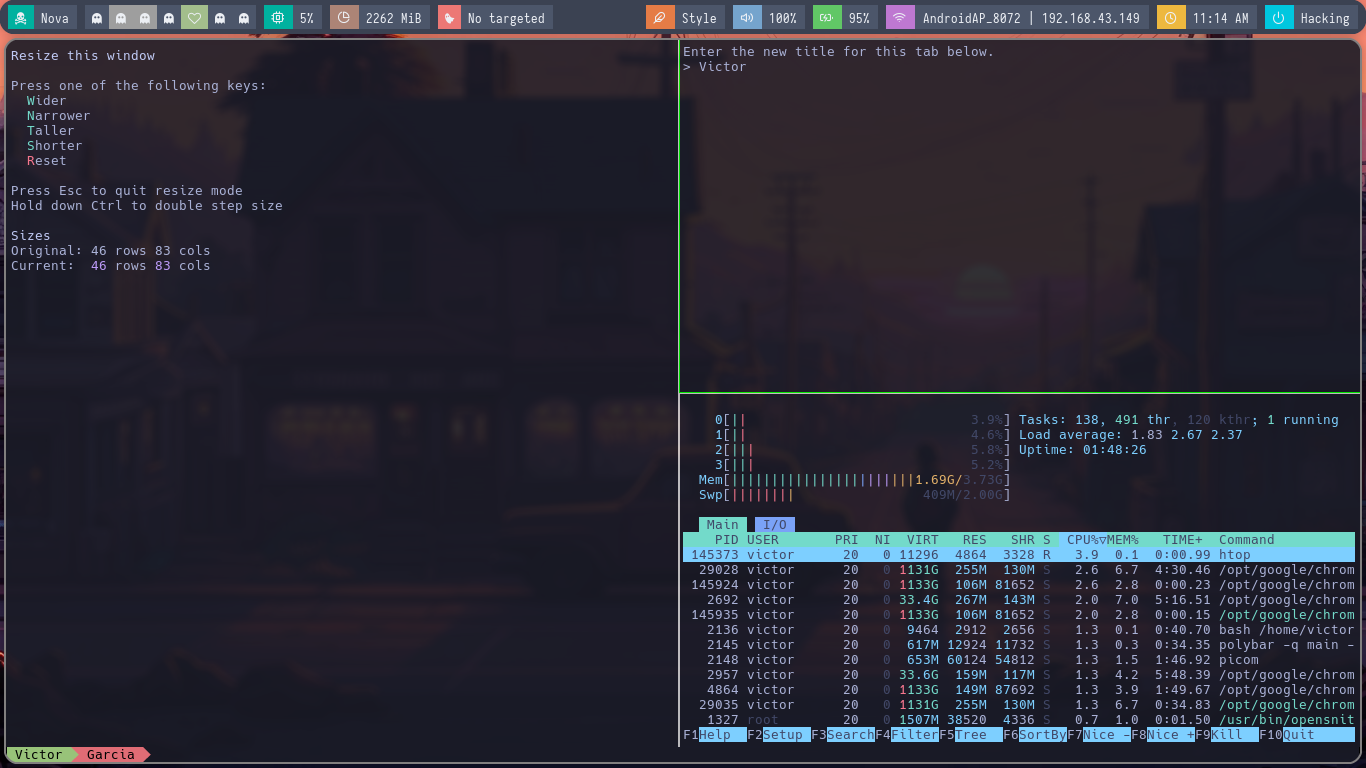 Nova 5% 2262 MiB No targeted Style 100% 95% AndroidAP_8072 | 192.168.43.149 11:14 AM Hacking
Resize this window
Press one of the following keys:
Wider
Narrower
Taller
Shorter
Reset
Press Esc to quit resize mode
Hold down Ctrl to double step size
Sizes
Original: 46 rows 83 cols
Current: 46 rows 83 cols
Enter the new title for this tab below.
> Victor
0[|| 3.9%] Tasks: 138, 491 thr, 120 kthr; 1 running
1[|| 4.6%] Load average: 1.83 2.67 2.37
2[||| 5.8%] Uptime: 01:48:26
3[||| 5.2%]
Mem[|||||||||||||||||||||||1.69G/3.73G]
Swp[|||||||| 409M/2.00G]
Main I/O
PID USER PRI NI VIRT RES SHR S CPU%▽MEM% TIME+ Command
145373 victor 20 0 11296 4864 3328 R 3.9 0.1 0:00.99 htop
29028 victor 20 0 1131G 255M 130M S 2.6 6.7 4:30.46 /opt/google/chrom
145924 victor 20 0 1133G 106M 81652 S 2.6 2.8 0:00.23 /opt/google/chrom
2692 victor 20 0 33.4G 267M 143M S 2.0 7.0 5:16.51 /opt/google/chrom
145935 victor 20 0 1133G 106M 81652 S 2.0 2.8 0:00.15 /opt/google/chrom
2136 victor 20 0 9464 2912 2656 S 1.3 0.1 0:40.70 bash /home/victor
2145 victor 20 0 617M 12924 11732 S 1.3 0.3 0:34.35 polybar -q main -
2148 victor 20 0 653M 60124 54812 S 1.3 1.5 1:46.92 picom
2957 victor 20 0 33.6G 159M 117M S 1.3 4.2 5:48.39 /opt/google/chrom
4864 victor 20 0 1133G 149M 87692 S 1.3 3.9 1:49.67 /opt/google/chrom
29035 victor 20 0 1131G 255M 130M S 1.3 6.7 0:34.83 /opt/google/chrom
1327 root 20 0 1507M 38520 4336 S 0.7 1.0 0:01.50 /usr/bin/opensnit
F1Help F2Setup F3SearchF4FilterF5Tree F6SortByF7Nice -F8Nice +F9Kill F10Quit
Victor Garcia